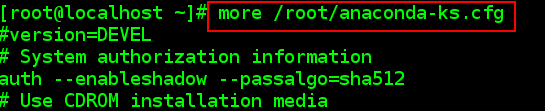 [root@localhost ~]# more /root/anaconda-ks.cfg
#version=DEVEL
# System authorization information
auth --enableshadow --passalgo=sha512
# Use CDROM installation media